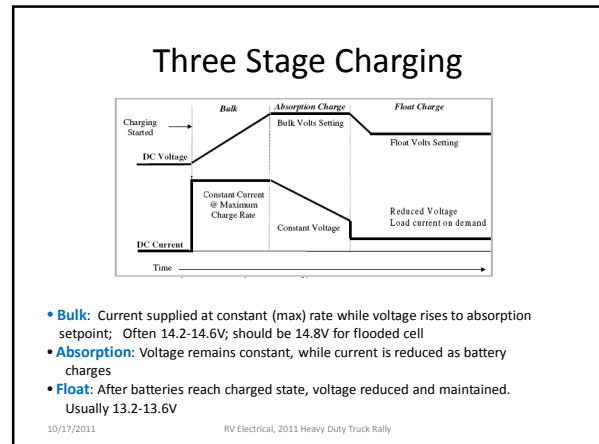 Three Stage Charging
Bulk
Absorption Charge
Float Charge
Charging
Started
Bulk Volts Setting
Float Volts Setting
DC Voltage
Constant Current
@ Maximum
Charge Rate
Constant Voltage
Reduced Voltage
Load current on demand
DC Current
Time
• Bulk: Current supplied at constant (max) rate while voltage rises to absorption
setpoint; Often 14.2-14.6V; should be 14.8V for flooded cell
• Absorption: Voltage remains constant, while current is reduced as battery
charges
• Float: After batteries reach charged state, voltage reduced and maintained.
Usually 13.2-13.6V
10/17/2011
RV Electrical, 2011 Heavy Duty Truck Rally